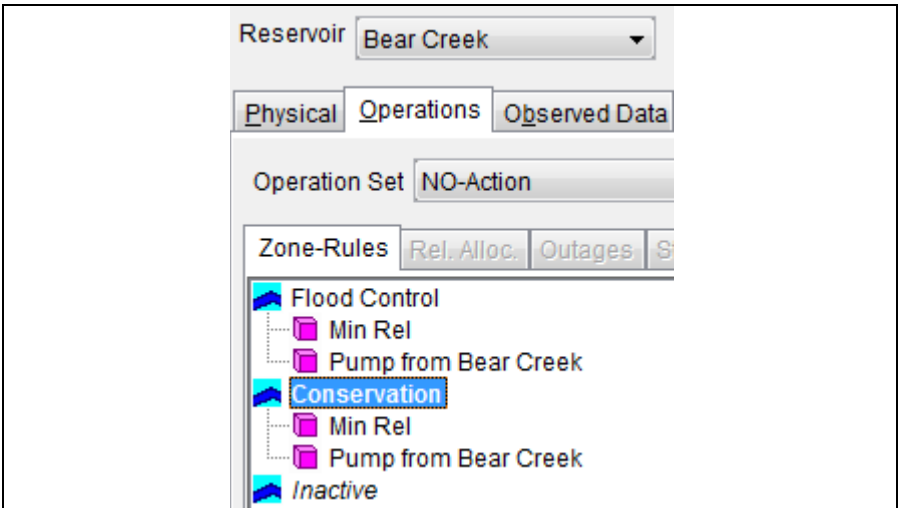 Reservoir Bear Creek
Physical Operations Observed Data
Operation Set NO-Action
Zone-Rules Rel. Alloc. Outages S
Flood Control
Min Rel
Pump from Bear Creek
Conservation
Min Rel
Pump from Bear Creek
Inactive